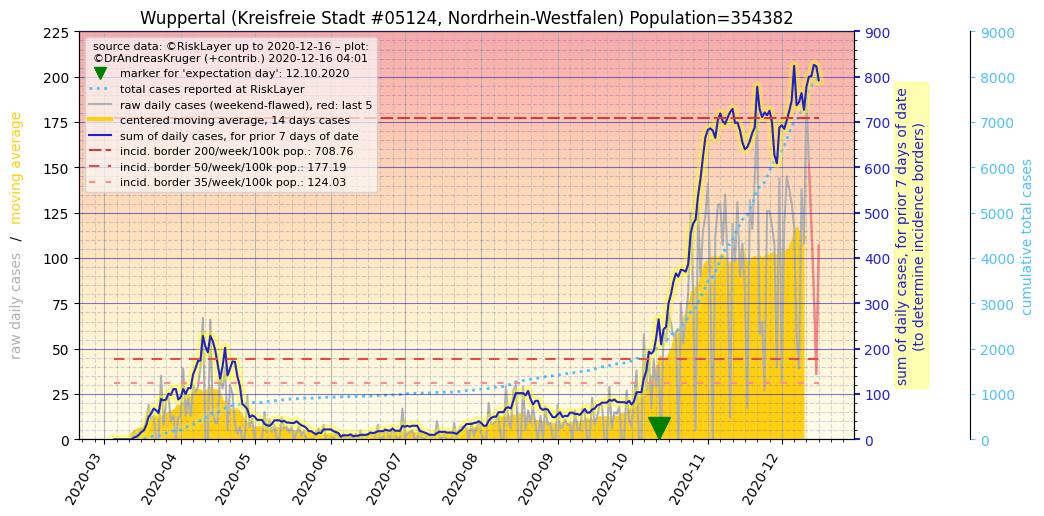 Wuppertal (Kreisfreie Stadt #05124, Nordrhein-Westfalen) Population=354382
source data: ©RiskLayer up to 2020-12-16 – plot:
©DrAndreasKruger (+contrib.) 2020-12-16 04:01
marker for 'expectation day': 12.10.2020
total cases reported at RiskLayer
raw daily cases (weekend-flawed), red: last 5
centered moving average, 14 days cases
sum of daily cases, for prior 7 days of date
incid. border 200/week/100k pop.: 708.76
incid. border 50/week/100k pop.: 177.19
incid. border 35/week/100k pop.: 124.03
raw daily cases / moving average
225
200
175
150
125
100
75
50
25
0
2020-03
2020-04
2020-05
2020-06
2020-07
2020-08
2020-09
2020-10
2020-11
2020-12
900
800
700
600
500
400
300
200
100
0
sum of daily cases, for prior 7 days of date
(to determine incidence borders)
9000
8000
7000
6000
5000
4000
3000
2000
1000
0
cumulative total cases